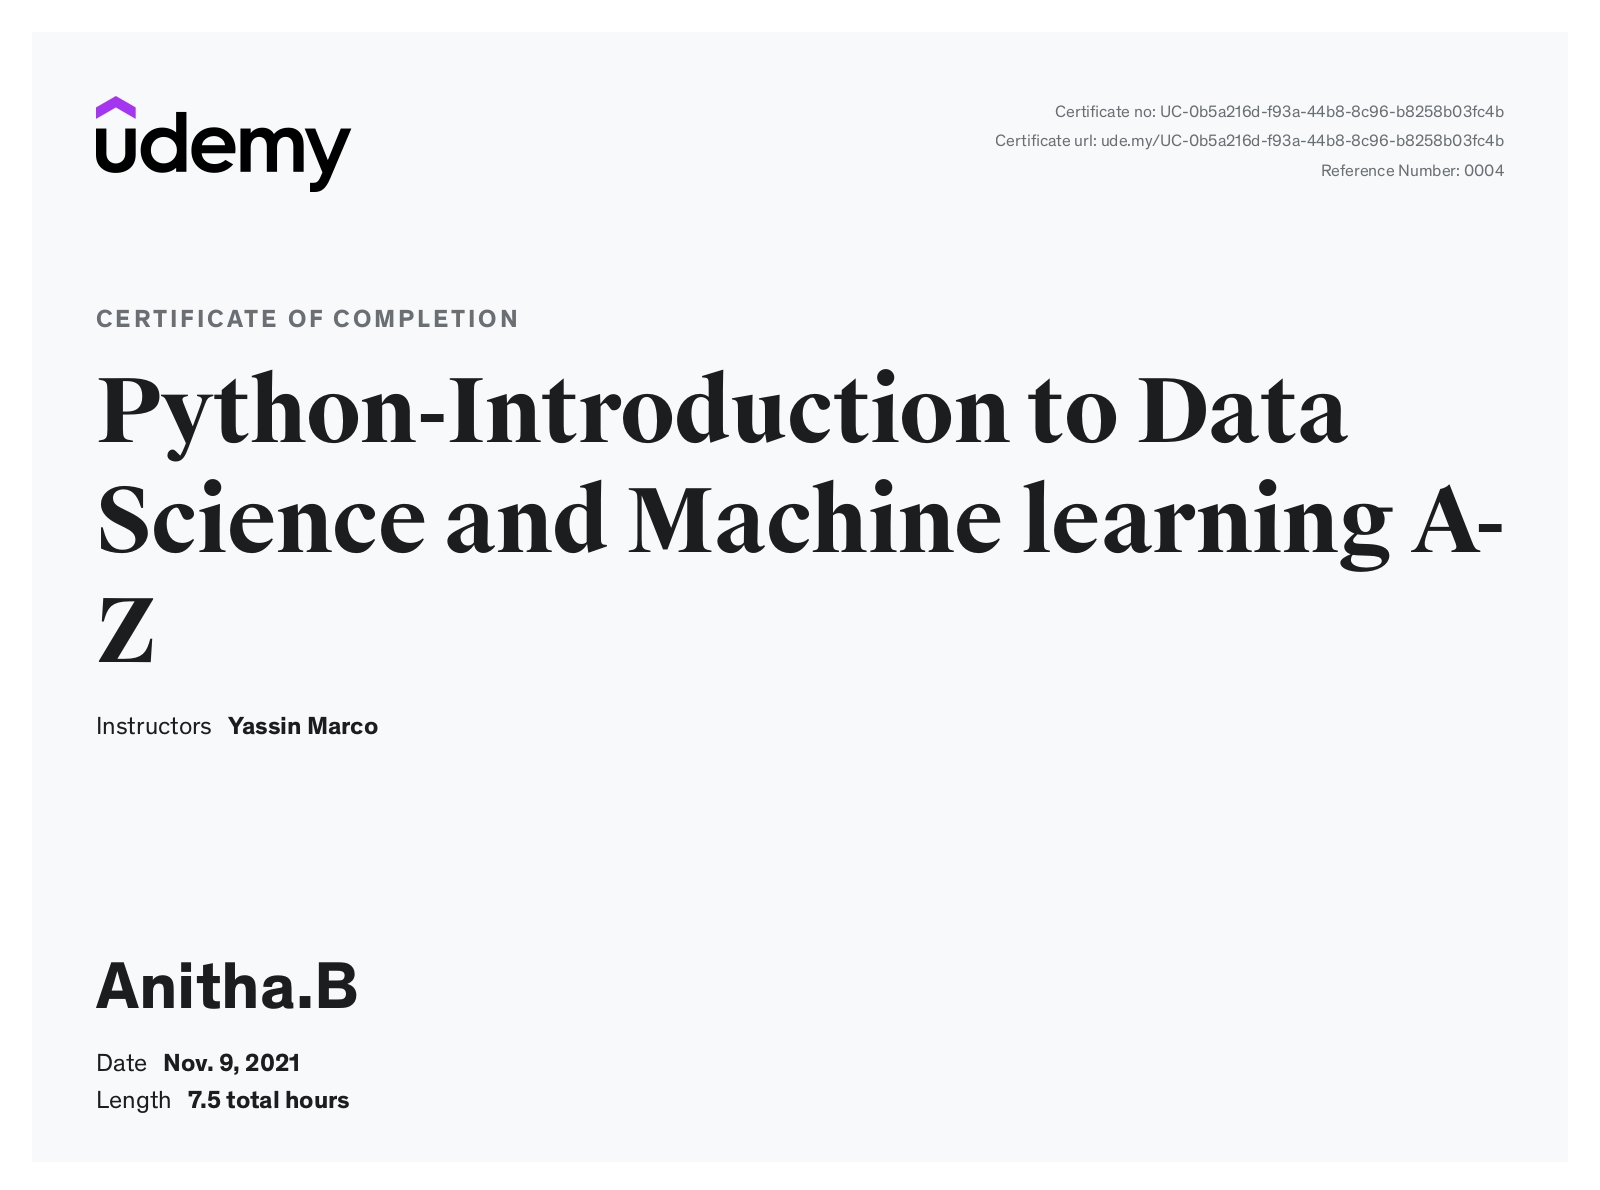 udemy
Certificate no: UC-0b5a216d-f93a-44b8-8c96-b8258b03fc4b
Certificate url: ude.my/UC-0b5a216d-f93a-44b8-8c96-b8258b03fc4b
Reference Number: 0004
CERTIFICATE OF COMPLETION
Python-Introduction to Data
Science and Machine learning A-
Z
Instructors Yassin Marco
Anitha.B
Date Nov. 9, 2021
Length 7.5 total hours